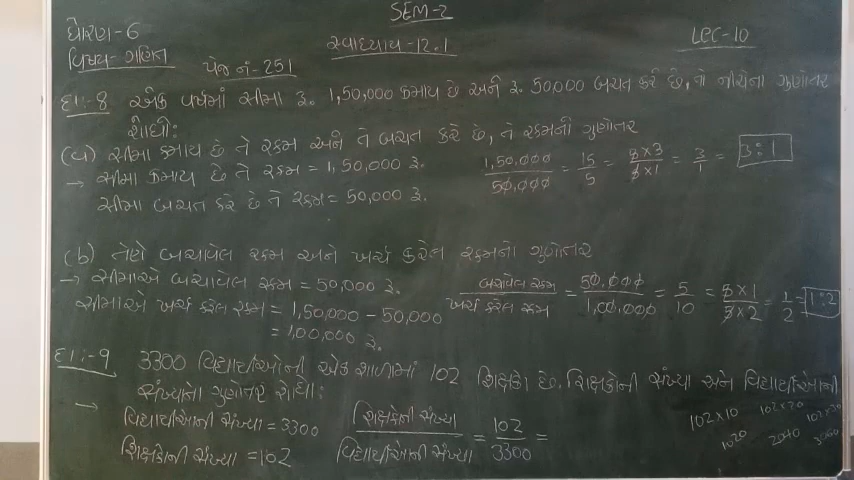 SEM-2
ધોરણ-6 સ્વાધ્યાય-12.1 LEC-10
વિષય-ગણિત પેજ નં-251
દા:-8 એક વર્ષમાં સીમા રૂ. 1,50,000 કમાય છે અને રૂ. 50,000 બચત કરે છે, તો નીચેના ગુણોત્તર
શોધો:
(a) સીમા કમાય છે તે રકમ અને તે બચત કરે છે, તે રકમની ગુણોત્તર
→ સીમા કમાય છે તે રકમ = 1,50,000 રૂ. 1,50,000/50,000 = 15/5 = 5×3/5×1 = 3/1 = 3:1
સીમા બચત કરે છે તે રકમ = 50,000 રૂ.
(b) તેણે બચાવેલ રકમ અને ખર્ચ કરેલ રકમનો ગુણોત્તર
→ સીમાએ બચાવેલ રકમ = 50,000 રૂ. બચાવેલ રકમ/ખર્ચ કરેલ રકમ = 50,000/1,00,000 = 5/10 = 5×1/5×2 = 1/2 = 1:2
સીમાએ ખર્ચ કરેલ રકમ = 1,50,000 - 50,000
= 1,00,000 રૂ.
દા:-9 3300 વિદ્યાર્થીઓની એક શાળામાં 102 શિક્ષકો છે. શિક્ષકોની સંખ્યા અને વિદ્યાર્થીઓની
સંખ્યાનો ગુણોત્તર શોધો:
→ વિદ્યાર્થીઓની સંખ્યા = 3300 શિક્ષકોની સંખ્યા/વિદ્યાર્થીઓની સંખ્યા = 102/3300 =
શિક્ષકોની સંખ્યા = 102
102×10 102×20 102×30
1020 2040 3060